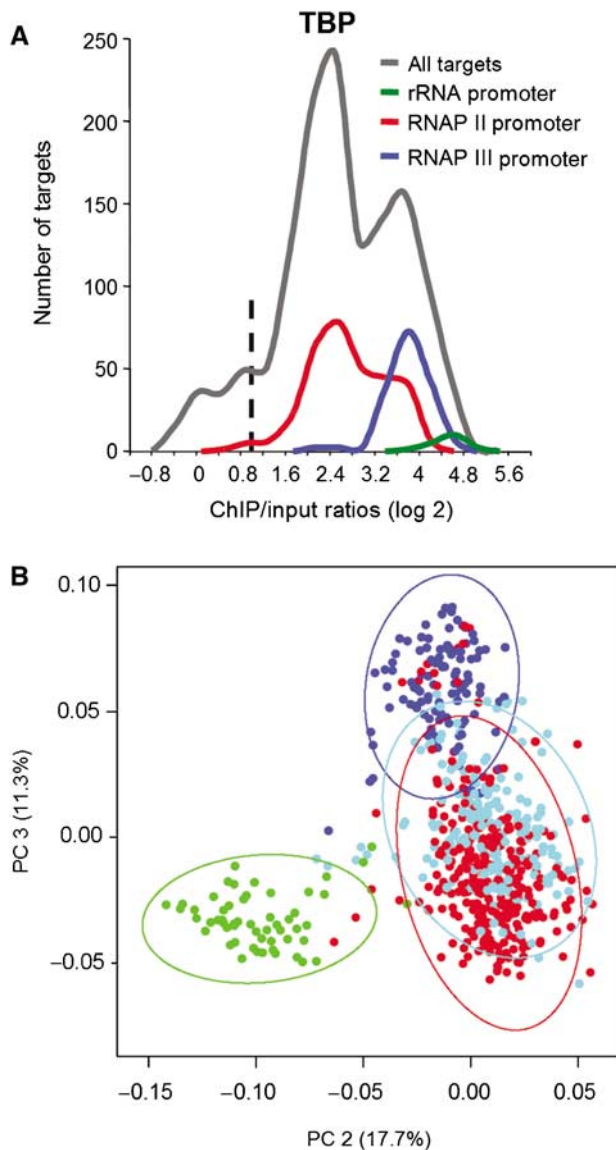 A
TBP
250
200
150
100
50
0
Number of targets
All targets
rRNA promoter
RNAP II promoter
RNAP III promoter
−0.8 0 0.8 1.6 2.4 3.2 4 4.8 5.6
ChIP/input ratios (log 2)
B
0.10
0.05
0.00
−0.05
PC 3 (11.3%)
−0.15 −0.10 −0.05 0.00 0.05
PC 2 (17.7%)